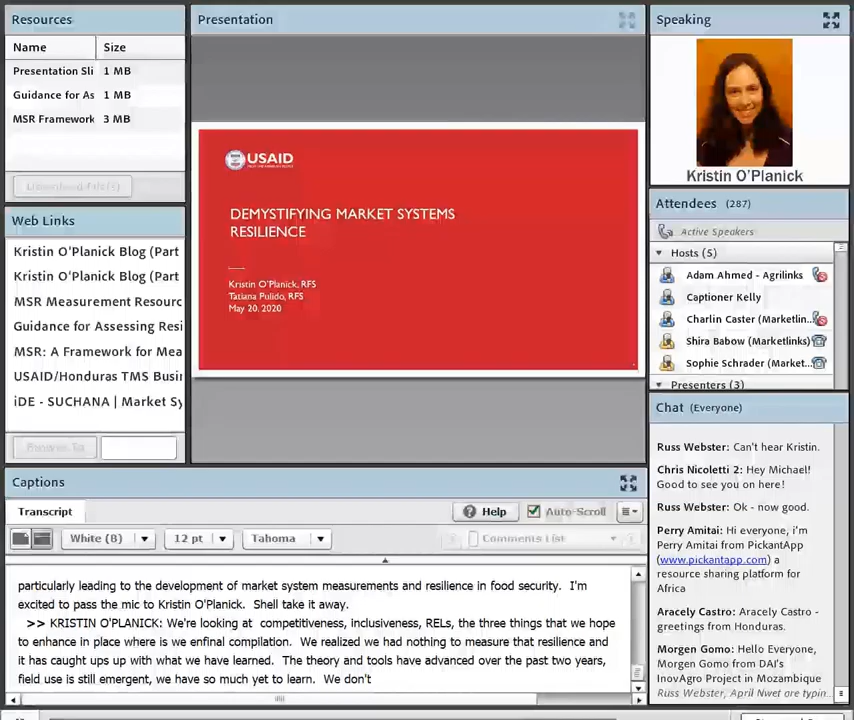 Resources
Name Size
Presentation Sli 1 MB
Guidance for As 1 MB
MSR Framework 3 MB
Download File(s)
Web Links
Kristin O'Planick Blog (Part
Kristin O'Planick Blog (Part
MSR Measurement Resourc
Guidance for Assessing Resi
MSR: A Framework for Mea
USAID/Honduras TMS Busin
iDE - SUCHANA | Market Sy
Browse To
Presentation
USAID
DEMYSTIFYING MARKET SYSTEMS
RESILIENCE
Kristin O'Planick, RFS
Tatiana Pulido, RFS
May 20, 2020
Captions
Transcript
Help
Auto-Scroll
White (8)
12 pt
Tahoma
Comments List
particularly leading to the development of market system measurements and resilience in food security. I'm
excited to pass the mic to Kristin O'Planick. Shell take it away.
>> KRISTIN O'PLANICK: We're looking at competitiveness, inclusiveness, RELs, the three things that we hope
to enhance in place where is we enfinal compilation. We realized we had nothing to measure that resilience and
it has caught ups up with what we have learned. The theory and tools have advanced over the past two years,
field use is still emergent, we have so much yet to learn. We don't
Speaking
Kristin O'Planick
Attendees (287)
Active Speakers
Hosts (5)
Adam Ahmed - Agrilinks
Captioner Kelly
Charlin Caster (Marketlin...
Shira Babow (Marketlinks)
Sophie Schrader (Market...
Presenters (3)
Chat (Everyone)
Russ Webster: Can't hear Kristin.
Chris Nicoletti 2: Hey Michael!
Good to see you on here!
Russ Webster: Ok - now good.
Perry Amitai: Hi everyone, i'm
Perry Amitai from PickantApp
(www.pickantapp.com) a
resource sharing platform for
Africa
Aracely Castro: Aracely Castro -
greetings from Honduras.
Morgen Gomo: Hello Everyone,
Morgen Gomo from DAI's
InovAgro Project in Mozambique
Russ Webster, April Nwet are typin...